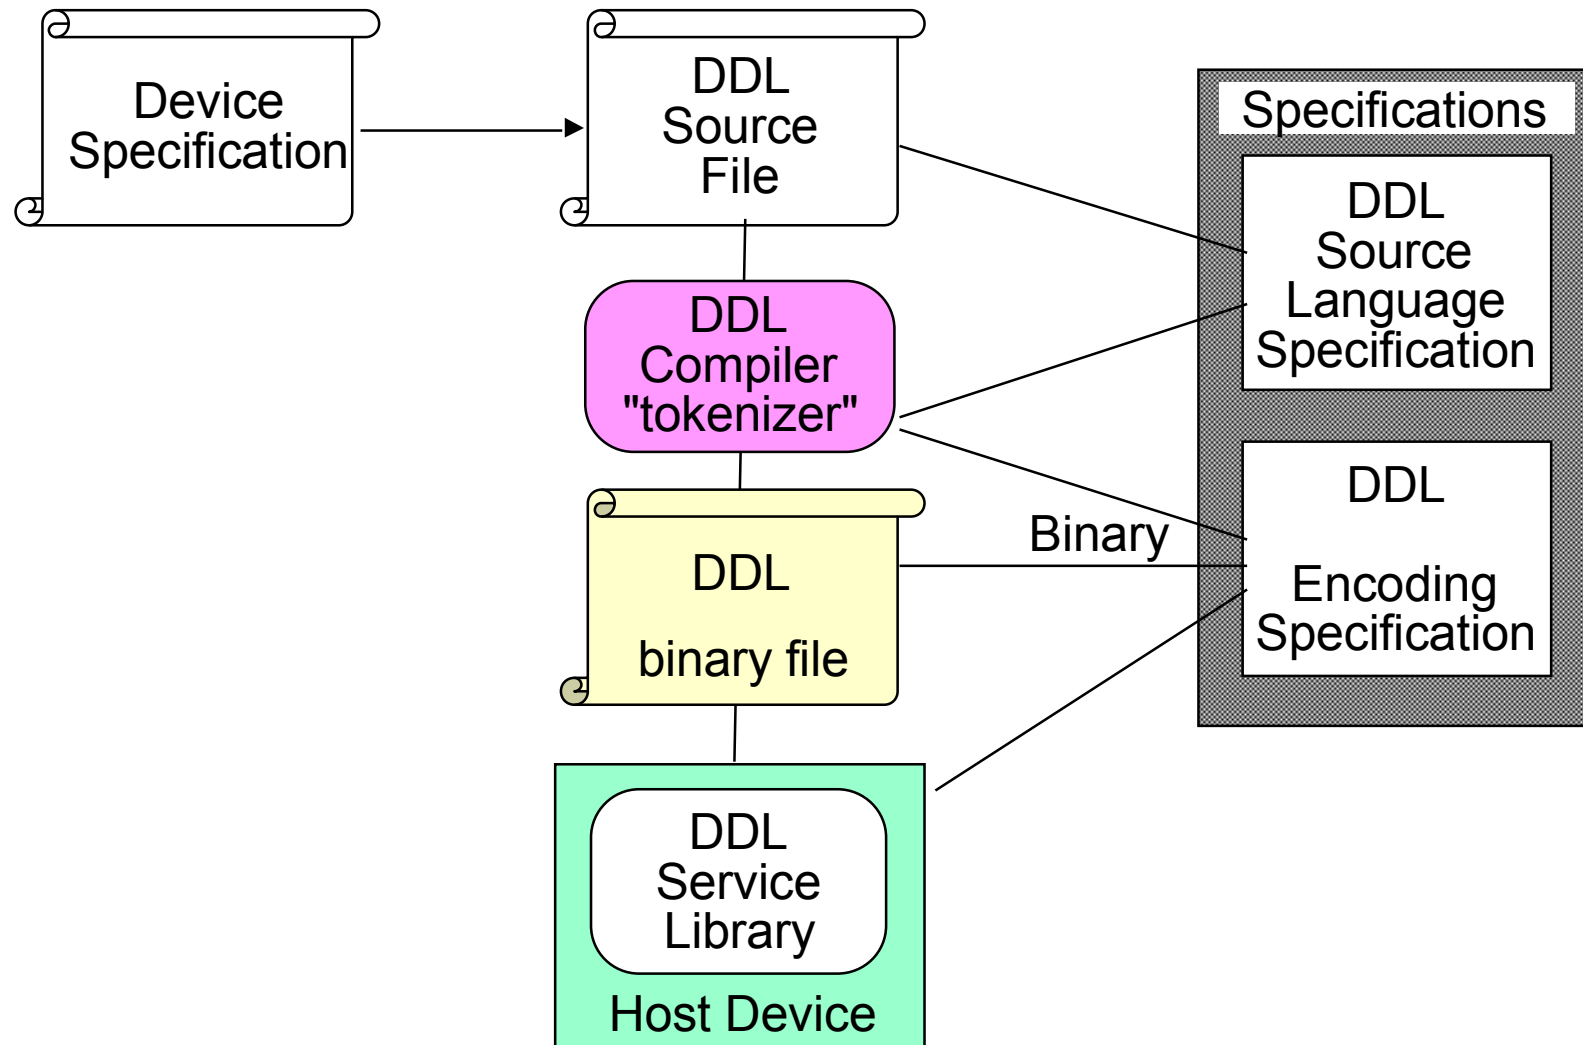 Device
Specification
DDL
Source
File
Specifications
DDL
Source
Language
Specification
DDL
Compiler
"tokenizer"
DDL
Encoding
Specification
Binary
DDL
binary file
DDL
Service
Library
Host Device